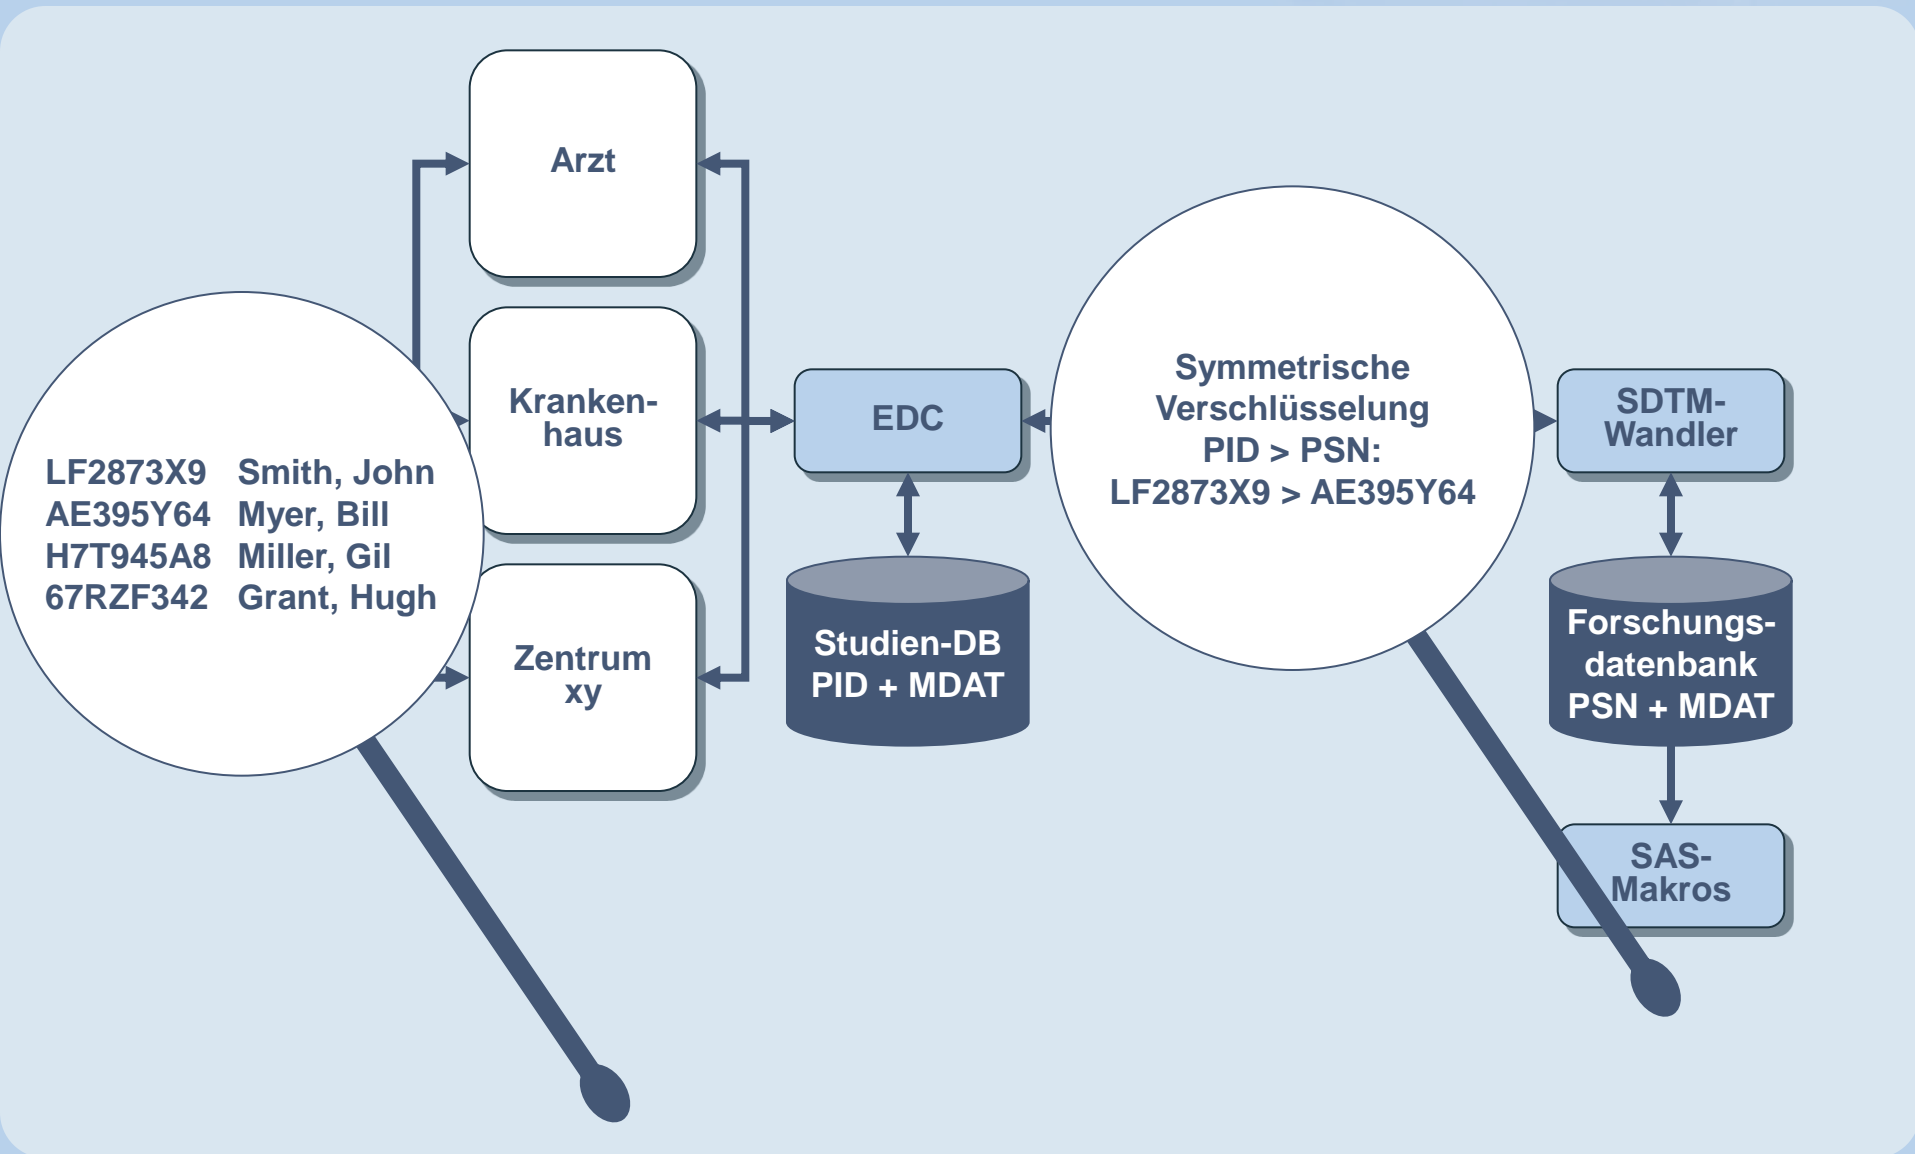 Arzt
Kranken-
haus
Zentrum
xy
LF2873X9 Smith, John
AE395Y64 Myer, Bill
H7T945A8 Miller, Gil
67RZF342 Grant, Hugh
EDC
Studien-DB
PID + MDAT
Symmetrische
Verschlüsselung
PID > PSN:
LF2873X9 > AE395Y64
SDTM-
Wandler
Forschungs-
datenbank
PSN + MDAT
SAS-
Makros